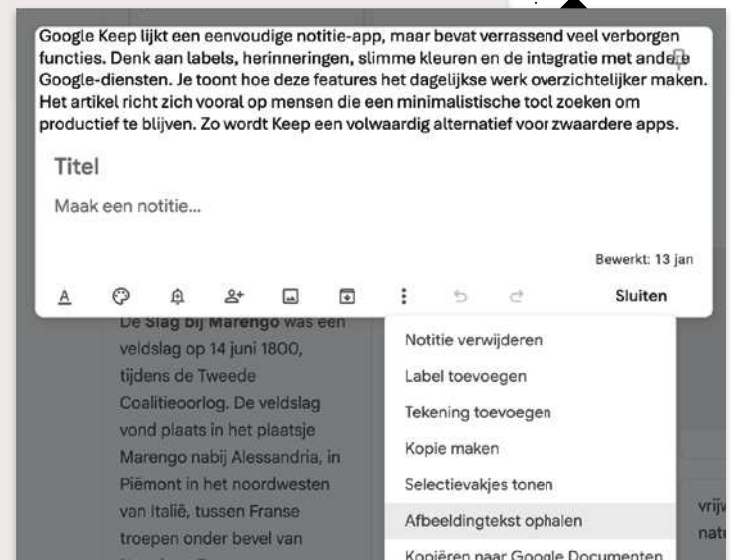 Google Keep lijkt een eenvoudige notitie-app, maar bevat verrassend veel verborgen
functies. Denk aan labels, herinneringen, slimme kleuren en de integratie met andere
Google-diensten. Je toont hoe deze features het dagelijkse werk overzichtelijker maken.
Het artikel richt zich vooral op mensen die een minimalistische tool zoeken om
productief te blijven. Zo wordt Keep een volwaardig alternatief voor zwaardere apps.
Titel
Maak een notitie...
Bewerkt: 13 jan
Sluiten
De Slag bij Marengo was een
veldslag op 14 juni 1800,
tijdens de Tweede
Coalitieoorlog. De veldslag
vond plaats in het plaatsje
Marengo nabij Alessandria, in
Piëmont in het noordwesten
van Italië, tussen Franse
troepen onder bevel van
Notitie verwijderen
Label toevoegen
Tekening toevoegen
Kopie maken
Selectievakjes tonen
Afbeeldingtekst ophalen
Kopiëren naar Google Documenten